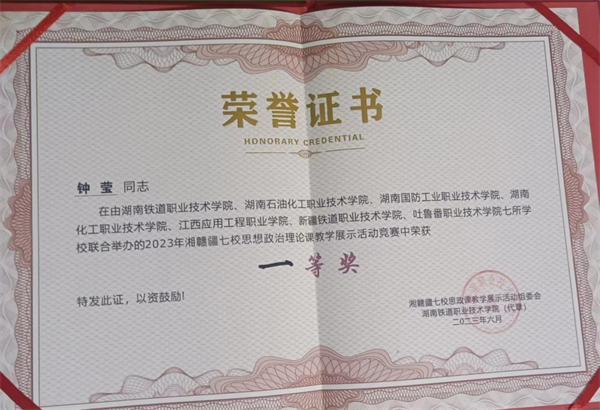 荣誉证书
HONORARY CREDENTIAL
钟 莹 同志
在由湖南铁道职业技术学院、湖南石油化工职业技术学院、湖南国防工业职业技术学院、湖南
化工职业技术学院、江西应用工程职业学院、新疆铁道职业技术学院、吐鲁番职业技术学院七所学
校联合举办的2023年湘赣疆七校思想政治理论课教学展示活动竞赛中荣获
一等奖
特发此证，以资鼓励!
湘赣疆七校思政课教学展示活动组委会
湖南铁道职业技术学院（代章）
二〇二三年六月